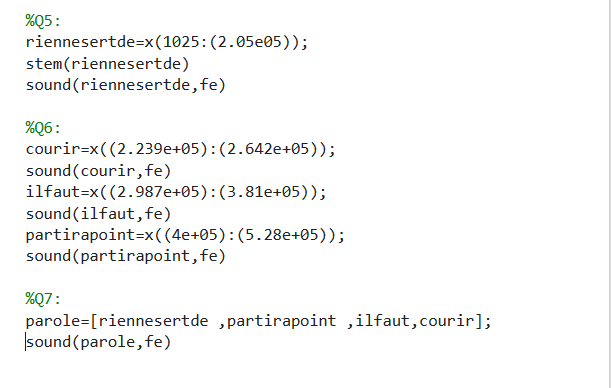 %Q5:
riennesertde=x(1025:(2.05e05));
stem(riennesertde)
sound(riennesertde,fe)
%Q6:
courir=x((2.239e+05):(2.642e+05));
sound(courir,fe)
ilfaut=x((2.987e+05):(3.81e+05));
sound(ilfaut,fe)
partirapoint=x((4e+05):(5.28e+05));
sound(partirapoint,fe)
%Q7:
parole=[riennesertde ,partirapoint ,ilfaut,courir];
sound(parole,fe)